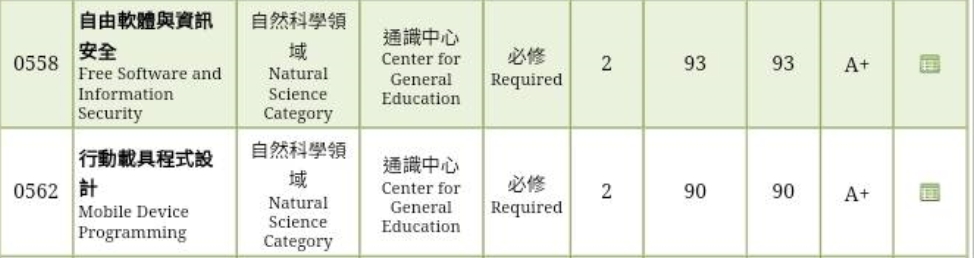 0558
自由軟體與資訊
安全
Free Software and
Information
Security
自然科學領
域
Natural
Science
Category
通識中心
Center for
General
Education
必修
Required
2
93
93
A+
0562
行動載具程式設
計
Mobile Device
Programming
自然科學領
域
Natural
Science
Category
通識中心
Center for
General
Education
必修
Required
2
90
90
A+